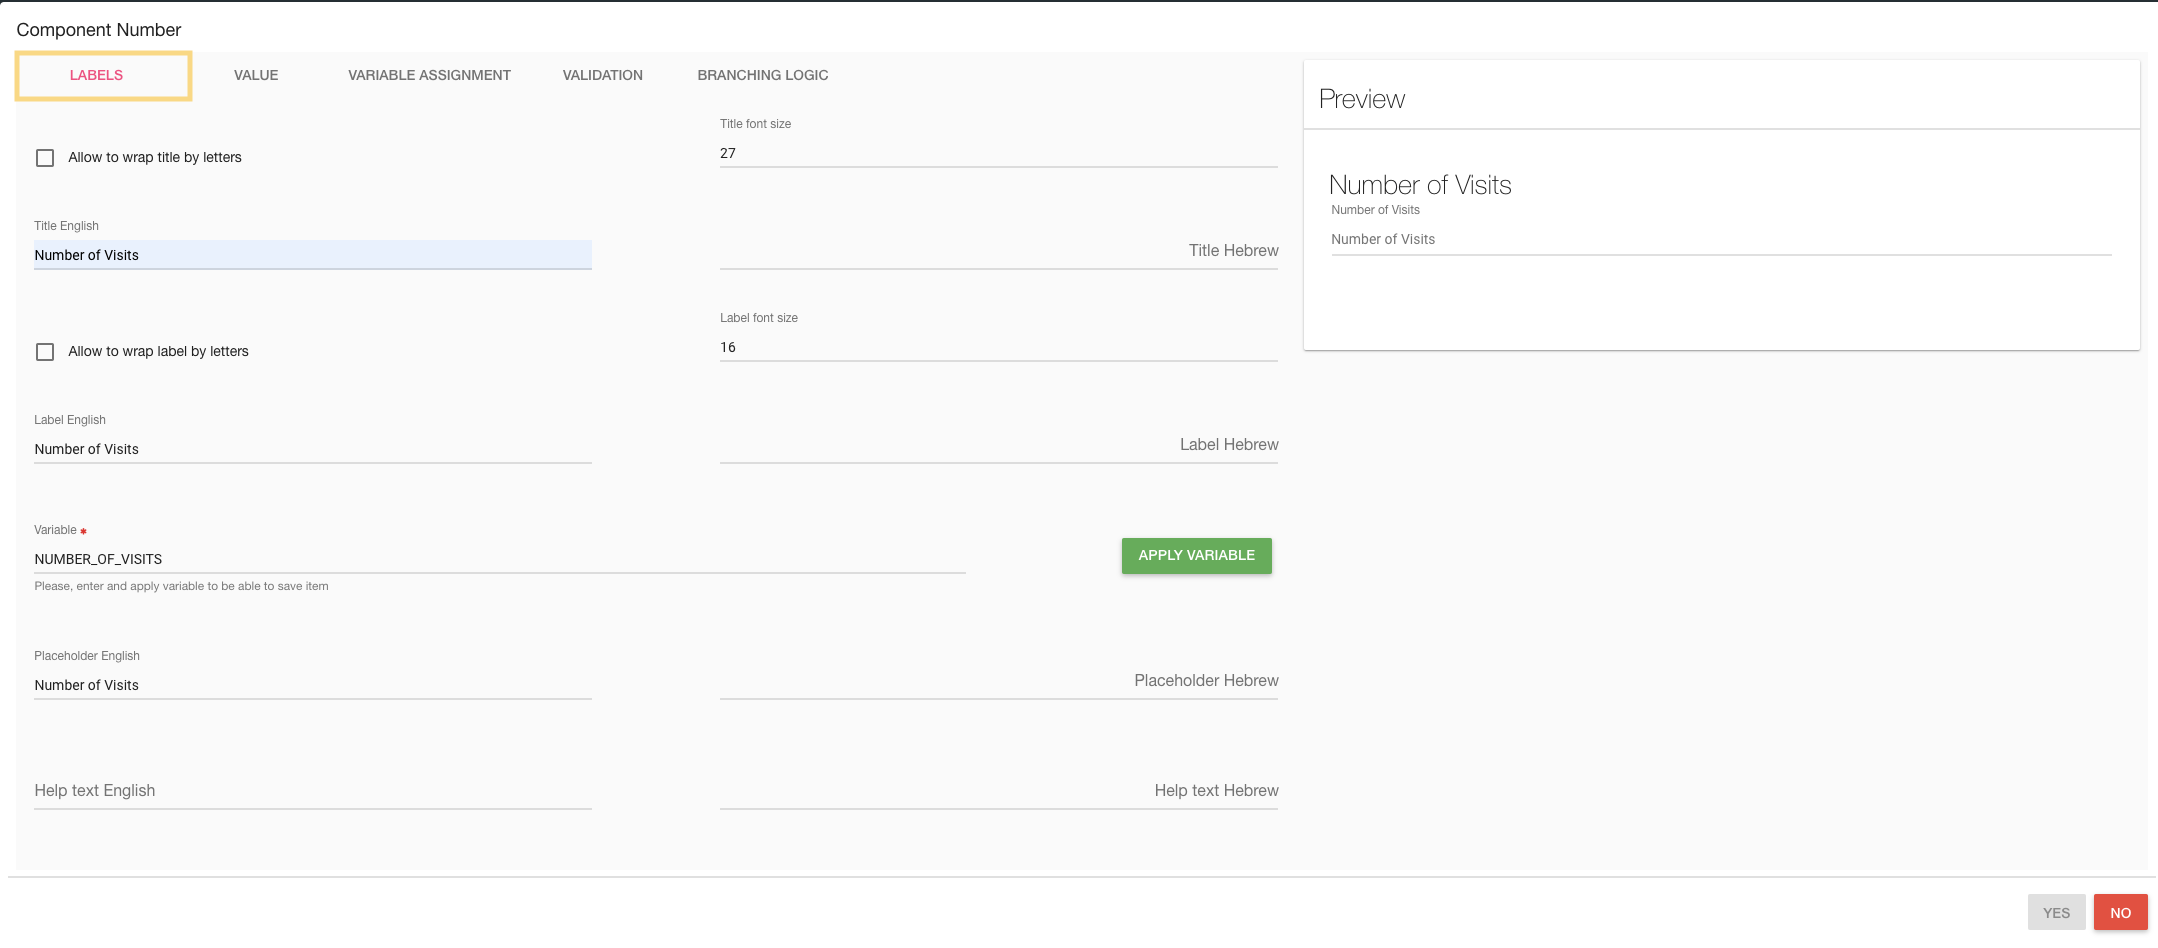 Component Number
LABELS VALUE VARIABLE ASSIGNMENT VALIDATION BRANCHING LOGIC
Allow to wrap title by letters
Title font size
27
Title English
Number of Visits
Title Hebrew
Allow to wrap label by letters
Label font size
16
Label English
Number of Visits
Label Hebrew
Variable *
NUMBER_OF_VISITS
Please, enter and apply variable to be able to save item
APPLY VARIABLE
Placeholder English
Number of Visits
Placeholder Hebrew
Help text English
Help text Hebrew
Preview
Number of Visits
Number of Visits
Number of Visits
YES NO